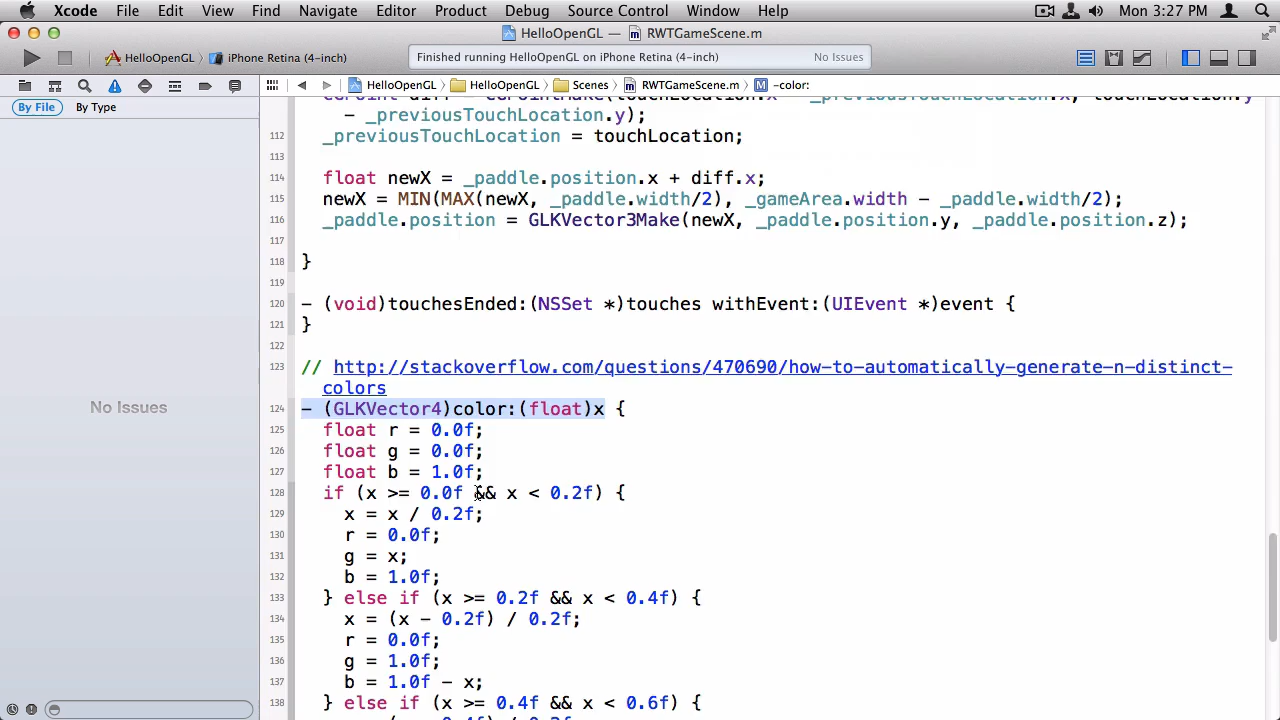 Xcode File Edit View Find Navigate Editor Product Debug Source Control Window Help Mon 3:27 PM
HelloOpenGL — RWTGameScene.m
HelloOpenGL iPhone Retina (4-inch) Finished running HelloOpenGL on iPhone Retina (4-inch) No Issues
HelloOpenGL HelloOpenGL Scenes RWTGameScene.m M -color:
By File By Type
No Issues
CGPoint diff = CGPointMake(touchLocation.x - _previousTouchLocation.x, touchLocation.y
- _previousTouchLocation.y);
112 _previousTouchLocation = touchLocation;
113
114 float newX = _paddle.position.x + diff.x;
115 newX = MIN(MAX(newX, _paddle.width/2), _gameArea.width - _paddle.width/2);
116 _paddle.position = GLKVector3Make(newX, _paddle.position.y, _paddle.position.z);
117
118 }
119
120 - (void)touchesEnded:(NSSet *)touches withEvent:(UIEvent *)event {
121 }
122
123 // http://stackoverflow.com/questions/470690/how-to-automatically-generate-n-distinct-
colors
124 - (GLKVector4)color:(float)x {
125 float r = 0.0f;
126 float g = 0.0f;
127 float b = 1.0f;
128 if (x >= 0.0f && x < 0.2f) {
129 x = x / 0.2f;
130 r = 0.0f;
131 g = x;
132 b = 1.0f;
133 } else if (x >= 0.2f && x < 0.4f) {
134 x = (x - 0.2f) / 0.2f;
135 r = 0.0f;
136 g = 1.0f;
137 b = 1.0f - x;
138 } else if (x >= 0.4f && x < 0.6f) {